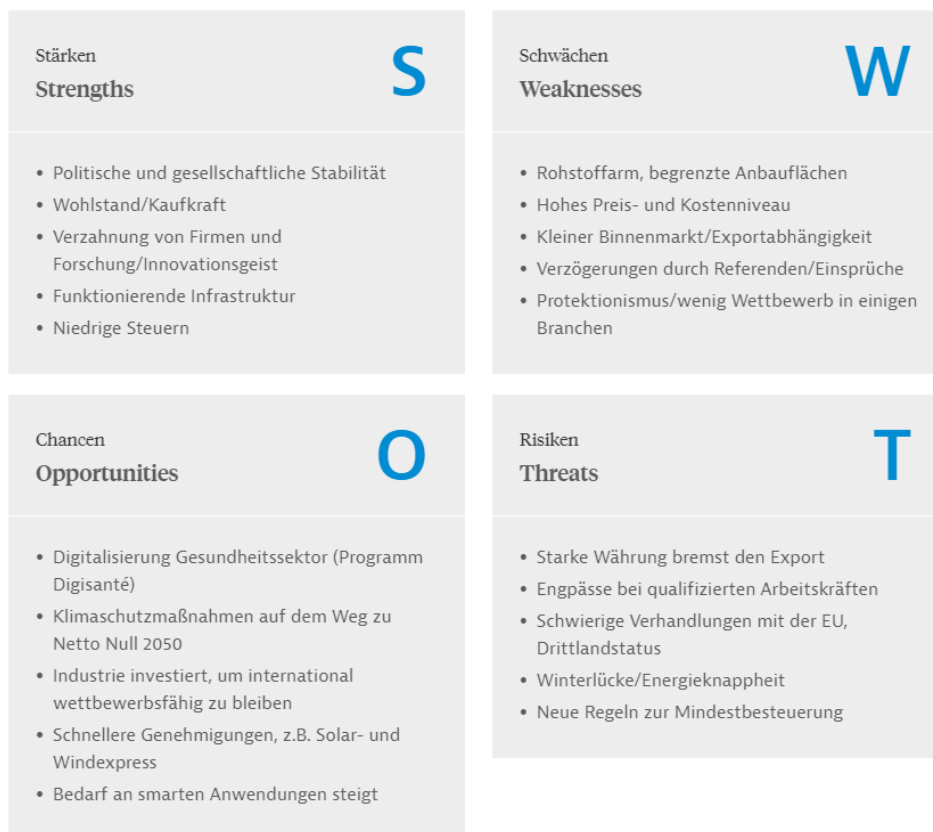 Stärken
Strengths
S
• Politische und gesellschaftliche Stabilität
• Wohlstand/Kaufkraft
• Verzahnung von Firmen und
Forschung/Innovationsgeist
• Funktionierende Infrastruktur
• Niedrige Steuern
Schwächen
Weaknesses
W
• Rohstoffarm, begrenzte Anbauflächen
• Hohes Preis- und Kostenniveau
• Kleiner Binnenmarkt/Exportabhängigkeit
• Verzögerungen durch Referenden/Einsprüche
• Protektionismus/wenig Wettbewerb in einigen
Branchen
Chancen
Opportunities
O
• Digitalisierung Gesundheitssektor (Programm
Digisanté)
• Klimaschutzmaßnahmen auf dem Weg zu
Netto Null 2050
• Industrie investiert, um international
wettbewerbsfähig zu bleiben
• Schnellere Genehmigungen, z.B. Solar- und
Windexpress
• Bedarf an smarten Anwendungen steigt
Risiken
Threats
T
• Starke Währung bremst den Export
• Engpässe bei qualifizierten Arbeitskräften
• Schwierige Verhandlungen mit der EU,
Drittlandstatus
• Winterlücke/Energieknappheit
• Neue Regeln zur Mindestbesteuerung